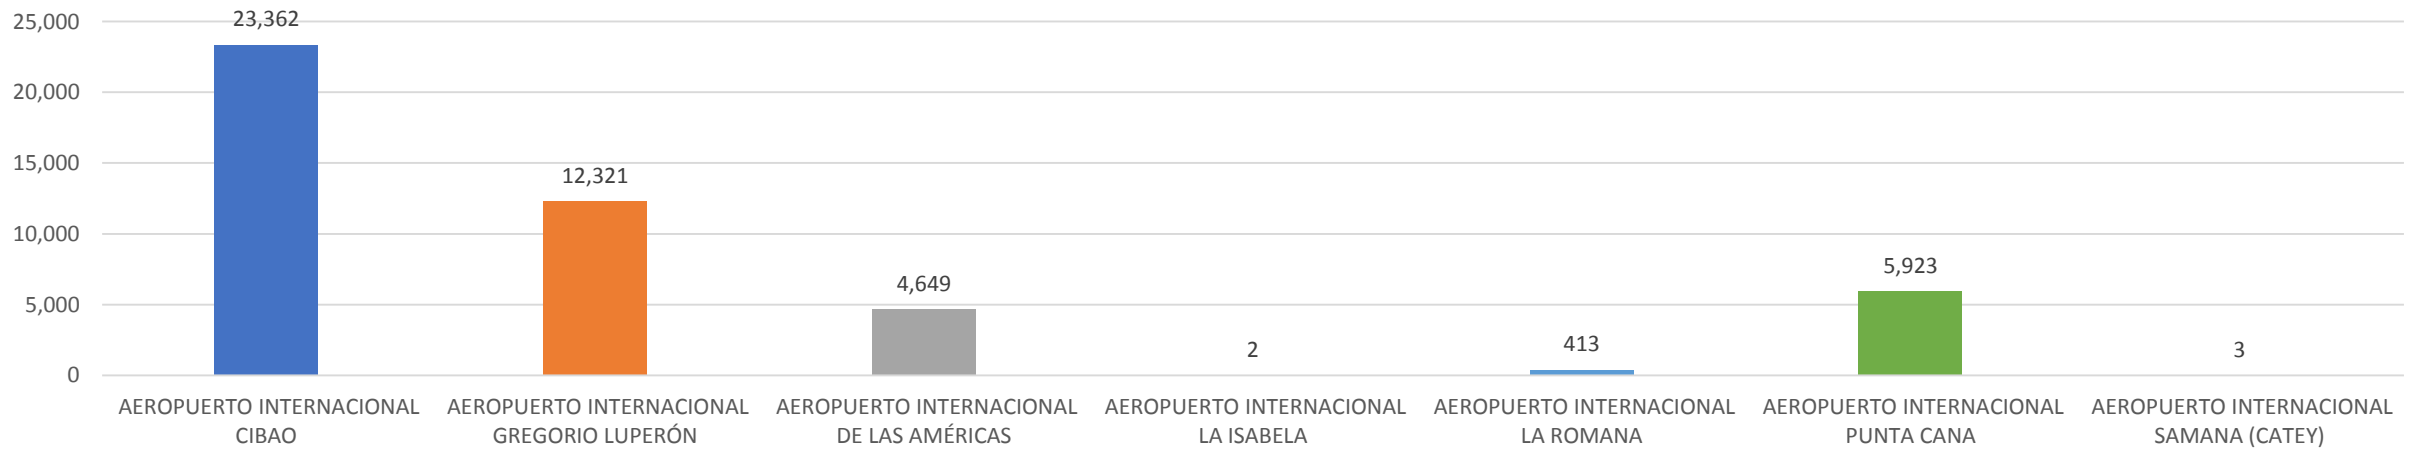 25,000
20,000
15,000
10,000
5,000
0
23,362
12,321
4,649
2
413
5,923
3
AEROPUERTO INTERNACIONAL
CIBAO
AEROPUERTO INTERNACIONAL
GREGORIO LUPERÓN
AEROPUERTO INTERNACIONAL
DE LAS AMÉRICAS
AEROPUERTO INTERNACIONAL
LA ISABELA
AEROPUERTO INTERNACIONAL
LA ROMANA
AEROPUERTO INTERNACIONAL
PUNTA CANA
AEROPUERTO INTERNACIONAL
SAMANA (CATEY)